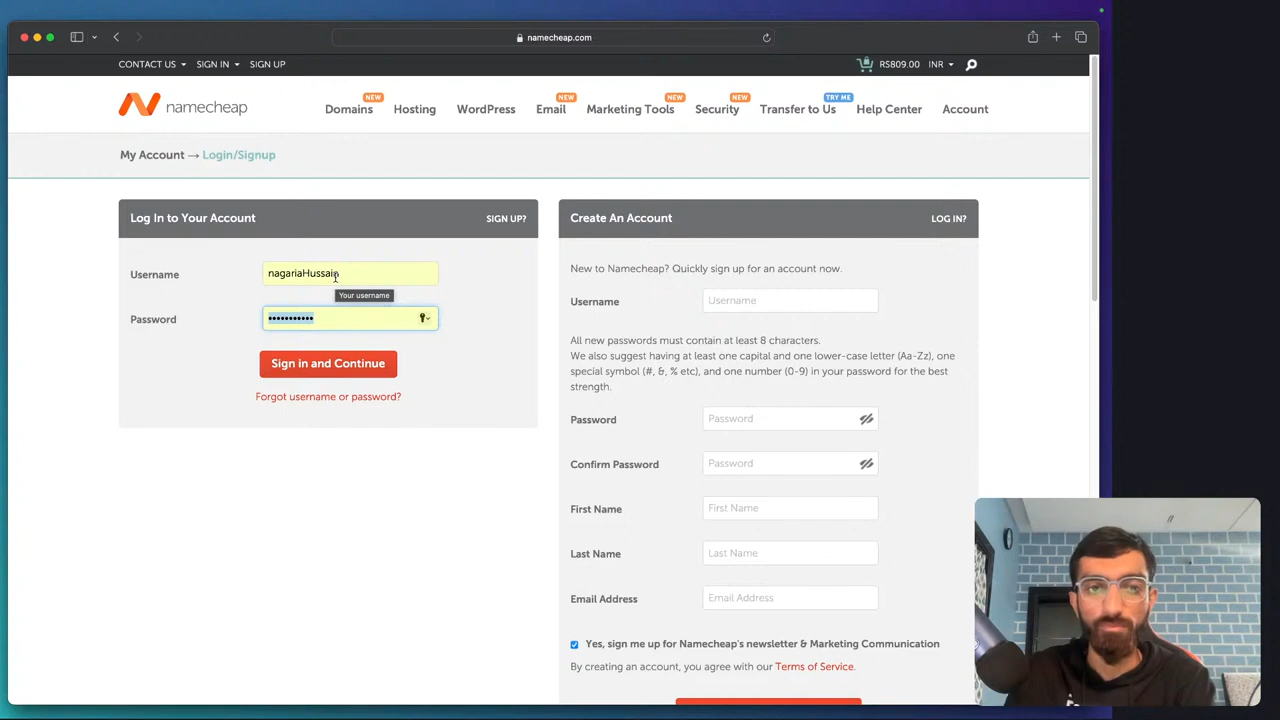 namecheap.com
CONTACT US SIGN IN SIGN UP RS809.00 INR
namecheap
NEW NEW NEW NEW TRY ME
Domains Hosting WordPress Email Marketing Tools Security Transfer to Us Help Center Account
My Account → Login/Signup
Log In to Your Account SIGN UP?
Username nagariaHussain
Your username
Password •••••••••••
Sign in and Continue
Forgot username or password?
Create An Account LOG IN?
New to Namecheap? Quickly sign up for an account now.
Username Username
All new passwords must contain at least 8 characters.
We also suggest having at least one capital and one lower-case letter (Aa-Zz), one
special symbol (#, &, % etc), and one number (0-9) in your password for the best
strength.
Password Password
Confirm Password Password
First Name First Name
Last Name Last Name
Email Address Email Address
Yes, sign me up for Namecheap's newsletter & Marketing Communication
By creating an account, you agree with our Terms of Service.